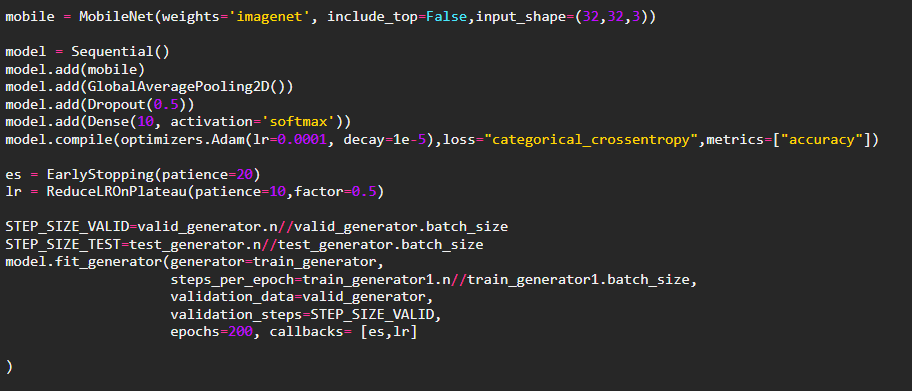 mobile = MobileNet(weights='imagenet', include_top=False,input_shape=(32,32,3))
model = Sequential()
model.add(mobile)
model.add(GlobalAveragePooling2D())
model.add(Dropout(0.5))
model.add(Dense(10, activation='softmax'))
model.compile(optimizers.Adam(lr=0.0001, decay=1e-5),loss="categorical_crossentropy",metrics=["accuracy"])
es = EarlyStopping(patience=20)
lr = ReduceLROnPlateau(patience=10,factor=0.5)
STEP_SIZE_VALID=valid_generator.n//valid_generator.batch_size
STEP_SIZE_TEST=test_generator.n//test_generator.batch_size
model.fit_generator(generator=train_generator,
steps_per_epoch=train_generator1.n//train_generator1.batch_size,
validation_data=valid_generator,
validation_steps=STEP_SIZE_VALID,
epochs=200, callbacks= [es,lr]
)